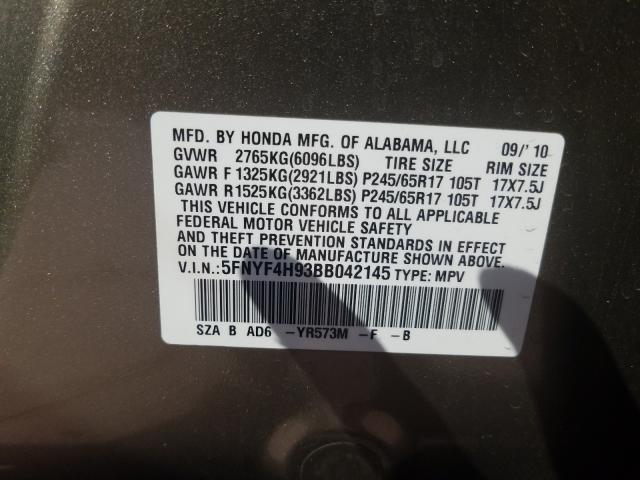 MFD. BY HONDA MFG. OF ALABAMA, LLC 09/'10
GVWR 2765KG(6096LBS) TIRE SIZE RIM SIZE
GAWR F 1325KG(2921LBS) P245/65R17 105T 17X7.5J
GAWR R1525KG(3362LBS) P245/65R17 105T 17X7.5J
THIS VEHICLE CONFORMS TO ALL APPLICABLE
FEDERAL MOTOR VEHICLE SAFETY
AND THEFT PREVENTION STANDARDS IN EFFECT
ON THE DATE OF MANUFACTURE SHOWN ABOVE.
V.I.N.:5FNYF4H93BB042145 TYPE: MPV
SZA B AD6 -YR573M -F -B